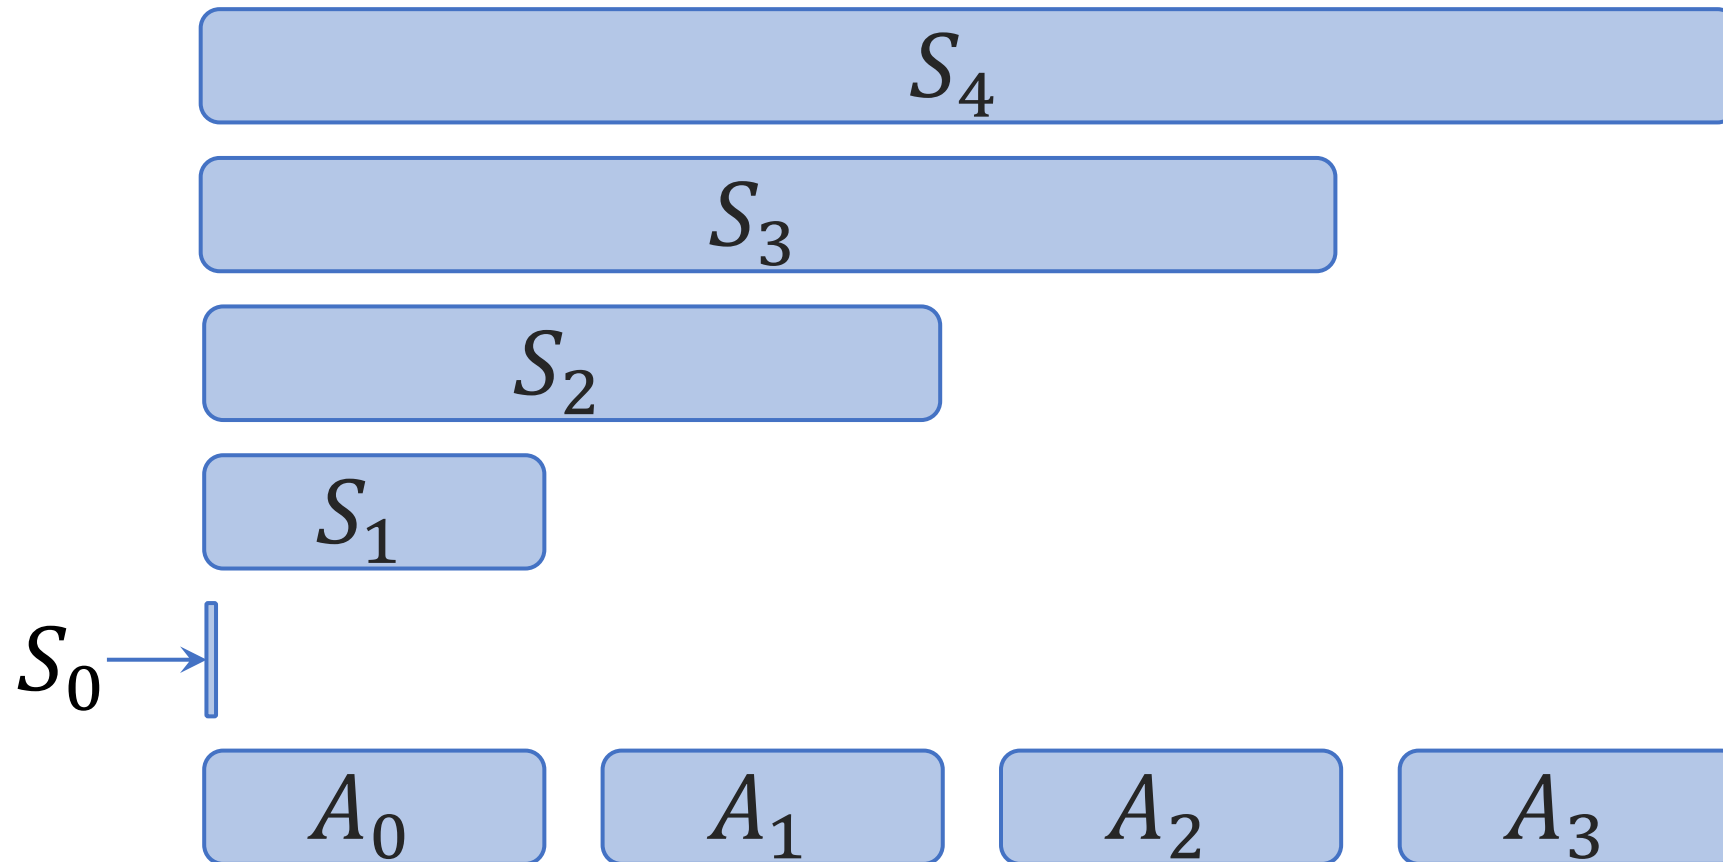 S₄
S₃
S₂
S₁
S₀
A₀ A₁ A₂ A₃